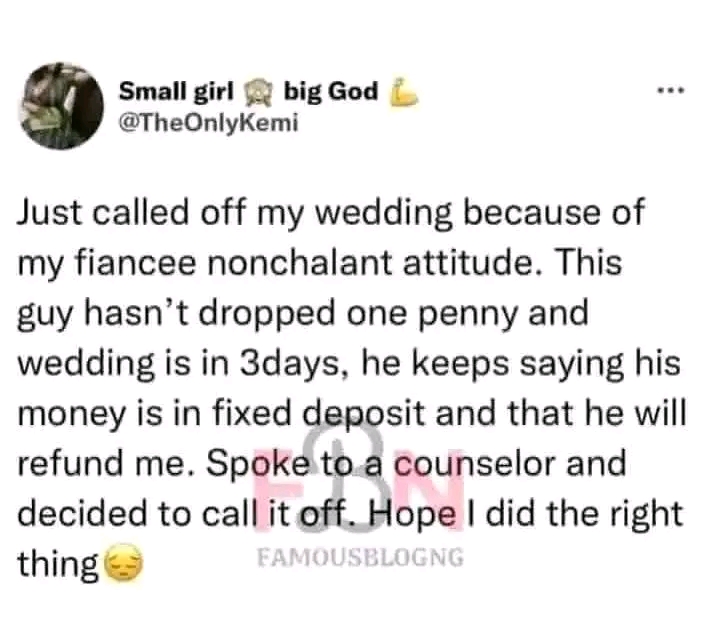 Small girl 🙈 big God 💪
@TheOnlyKemi
Just called off my wedding because of
my fiancee nonchalant attitude. This
guy hasn't dropped one penny and
wedding is in 3days, he keeps saying his
money is in fixed deposit and that he will
refund me. Spoke to a counselor and
decided to call it off. Hope I did the right
thing😔
FBN
FAMOUSBLOGNG